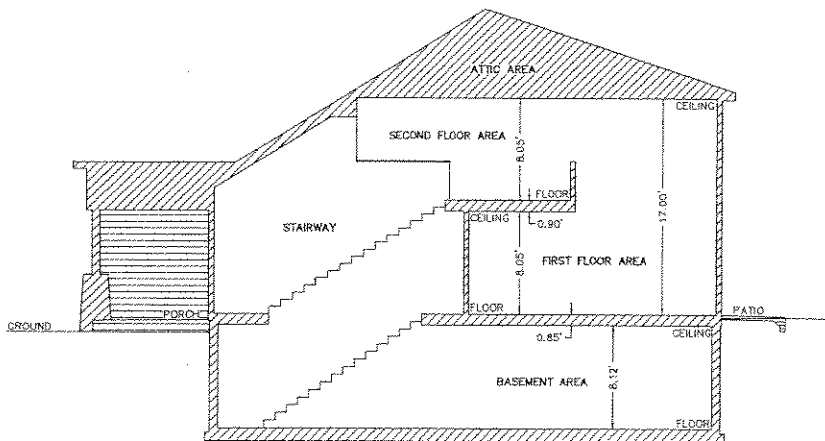 ATTIC AREA
CEILING
SECOND FLOOR AREA
8.05'
FLOOR
CEILING
0.90'
17.00'
STAIRWAY
8.05'
FIRST FLOOR AREA
PORCH
FLOOR
PATIO
GROUND
CEILING
0.85'
8.12'
BASEMENT AREA
FLOOR